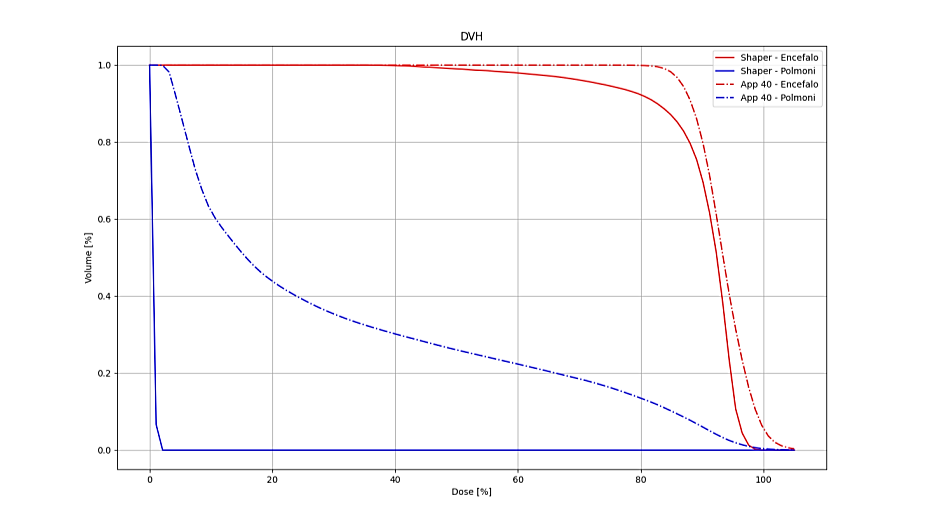 DVH
Shaper - Encefalo
Shaper - Polmoni
App 40 - Encefalo
App 40 - Polmoni
1.0
0.8
0.6
0.4
0.2
0.0
Volume [%]
0 20 40 60 80 100
Dose [%]